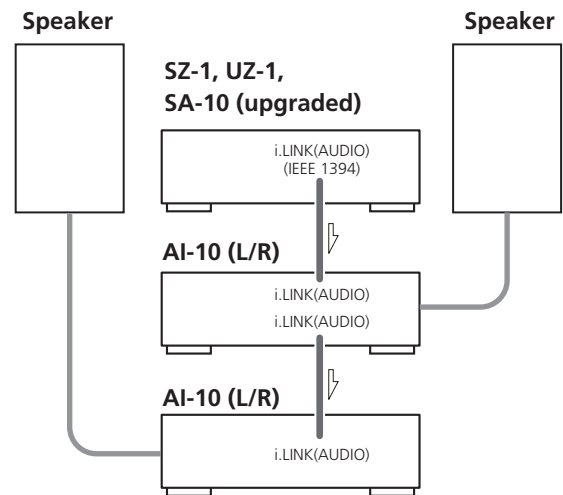 Speaker
Speaker
SZ-1, UZ-1,
SA-10 (upgraded)
i.LINK(AUDIO)
(IEEE 1394)
AI-10 (L/R)
i.LINK(AUDIO)
i.LINK(AUDIO)
AI-10 (L/R)
i.LINK(AUDIO)